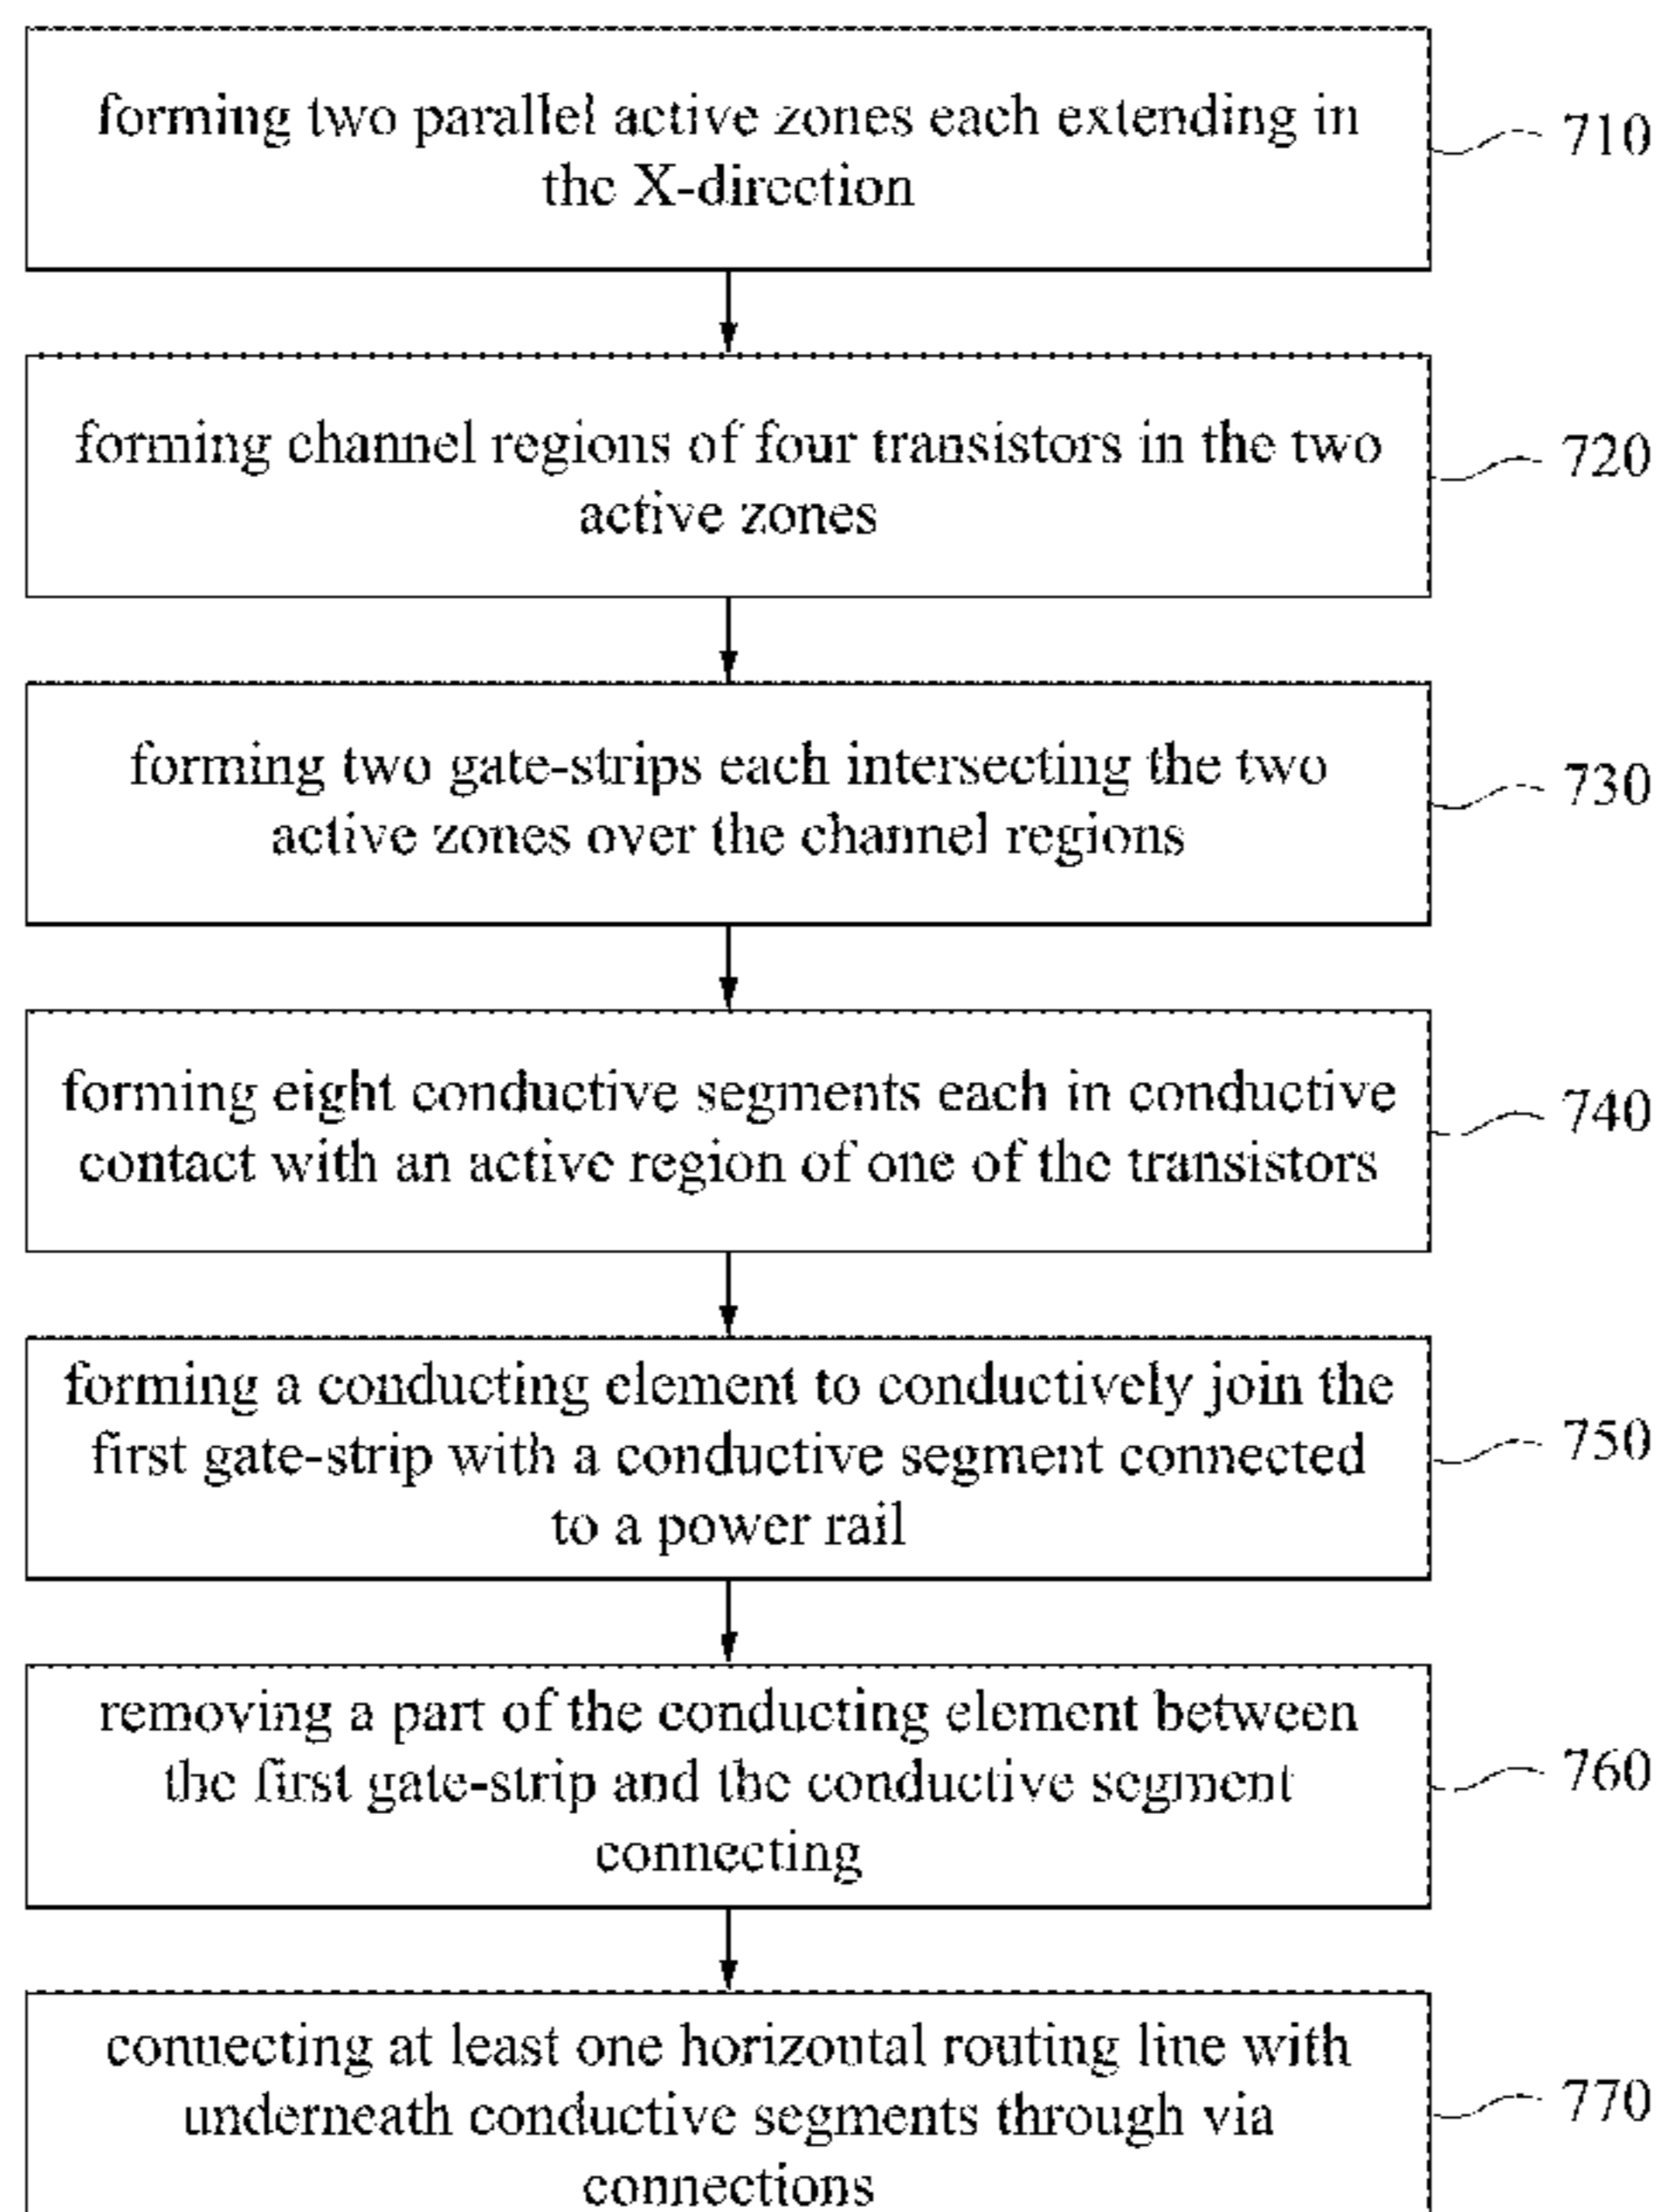 forming two parallel active zones each extending in
the X-direction
710
forming channel regions of four transistors in the two
active zones
720
forming two gate-strips each intersecting the two
active zones over the channel regions
730
forming eight conductive segments each in conductive
contact with an active region of one of the transistors
740
forming a conducting element to conductively join the
first gate-strip with a conductive segment connected
to a power rail
750
removing a part of the conducting element between
the first gate-strip and the conductive segment
connecting
760
connecting at least one horizontal routing line with
underneath conductive segments through via
connections
770